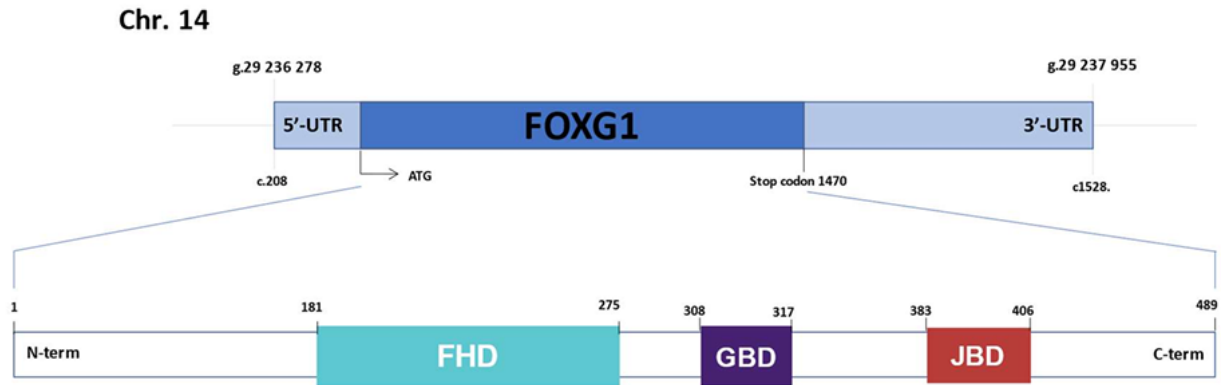 Chr. 14
g.29 236 278
g.29 237 955
5’-UTR
FOXG1
3’-UTR
c.208
ATG
Stop codon 1470
c1528.
1
181
275
308
317
383
406
489
N-term
FHD
GBD
JBD
C-term